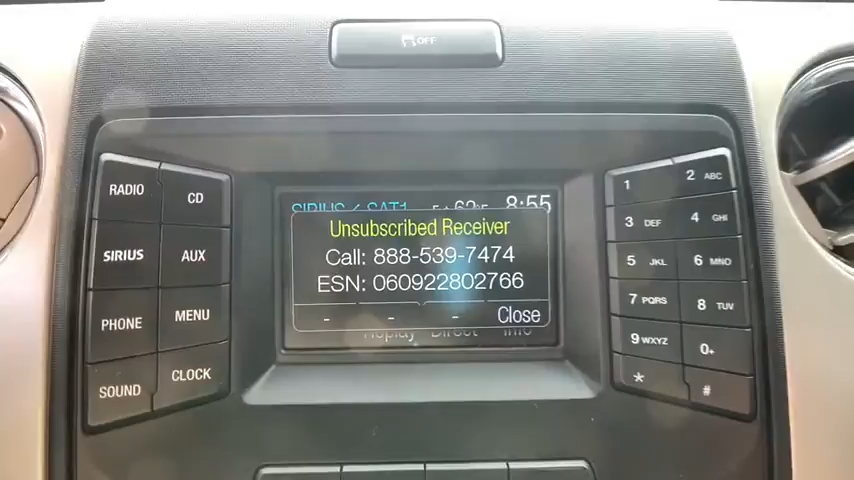 OFF
RADIO
CD
SIRIUS
AUX
PHONE
MENU
SOUND
CLOCK
SIRIUS / SAT1 8:55
Unsubscribed Receiver
Call: 888-539-7474
ESN: 060922802766
- - - Close
Replay Direct Info
1
2 ABC
3 DEF
4 GHI
5 JKL
6 MNO
7 PQRS
8 TUV
9 WXYZ
0+
*
#